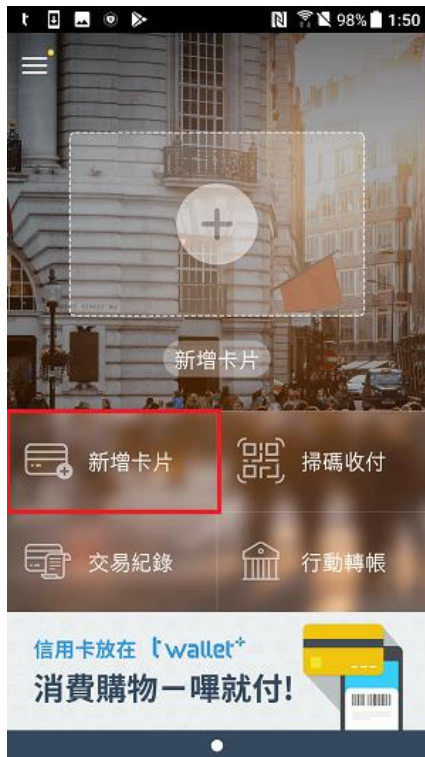 t 98% 1:50
新增卡片
新增卡片 掃碼收付
交易紀錄 行動轉帳
信用卡放在 t wallet+
消費購物一嗶就付!